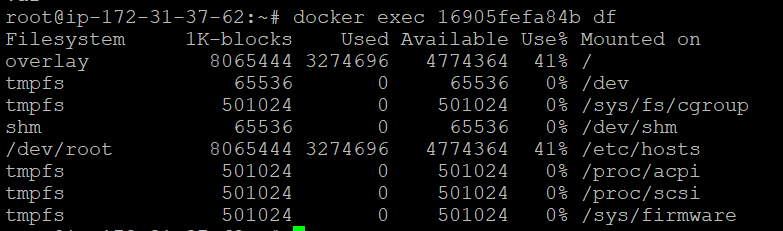 root@ip-172-31-37-62:~# docker exec 16905fefa84b df
Filesystem     1K-blocks    Used Available Use% Mounted on
overlay          8065444 3274696   4774364  41% /
tmpfs              65536       0     65536   0% /dev
tmpfs             501024       0    501024   0% /sys/fs/cgroup
shm                65536       0     65536   0% /dev/shm
/dev/root        8065444 3274696   4774364  41% /etc/hosts
tmpfs             501024       0    501024   0% /proc/acpi
tmpfs             501024       0    501024   0% /proc/scsi
tmpfs             501024       0    501024   0% /sys/firmware